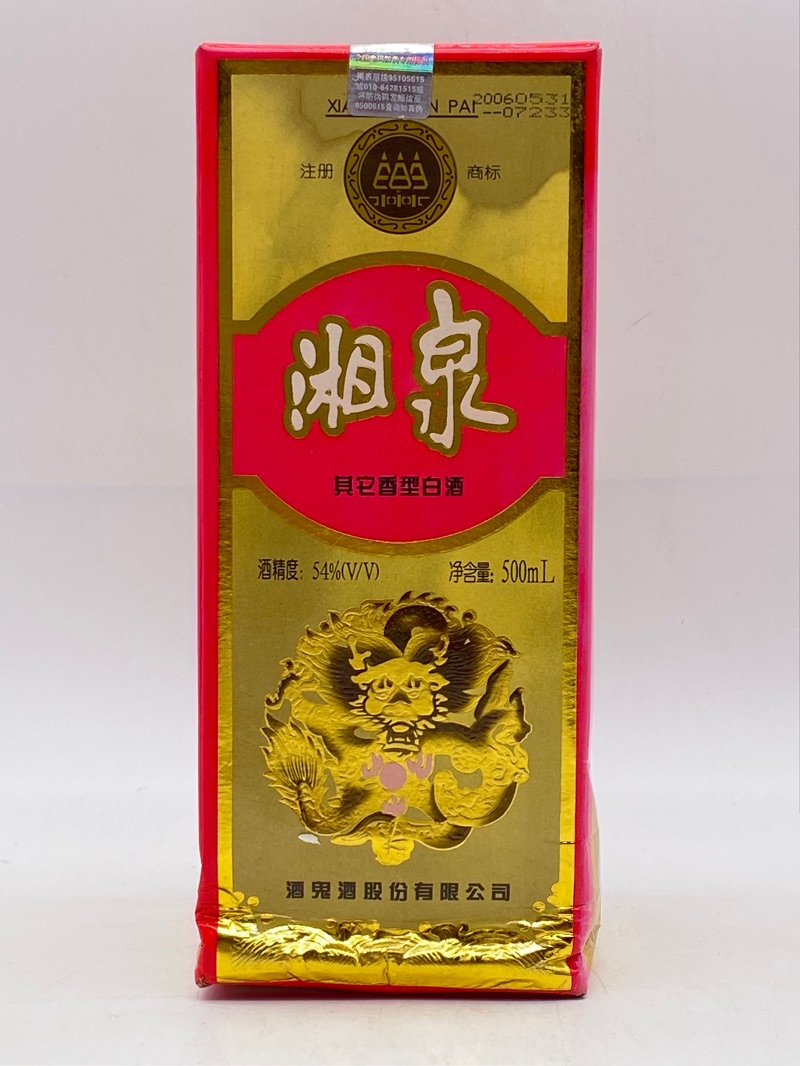 20060531
--07233
注册 商标
湘泉
其它香型白酒
酒精度：54%(V/V) 净含量：500mL
酒鬼酒股份有限公司